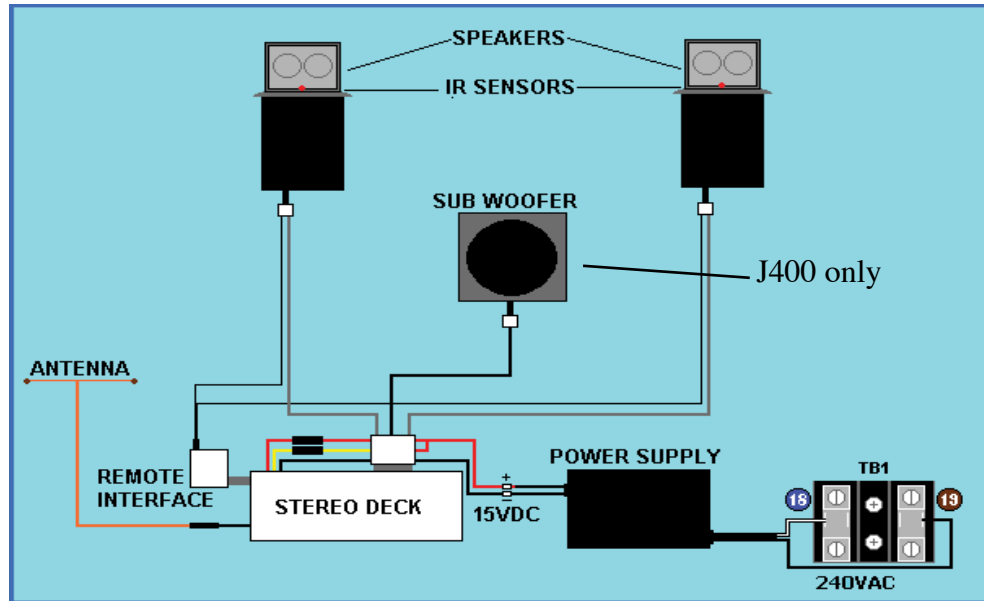 SPEAKERS
IR SENSORS
SUB WOOFER
J400 only
ANTENNA
REMOTE
INTERFACE
STEREO DECK
+
15VDC
POWER SUPPLY
TB1
18
19
240VAC